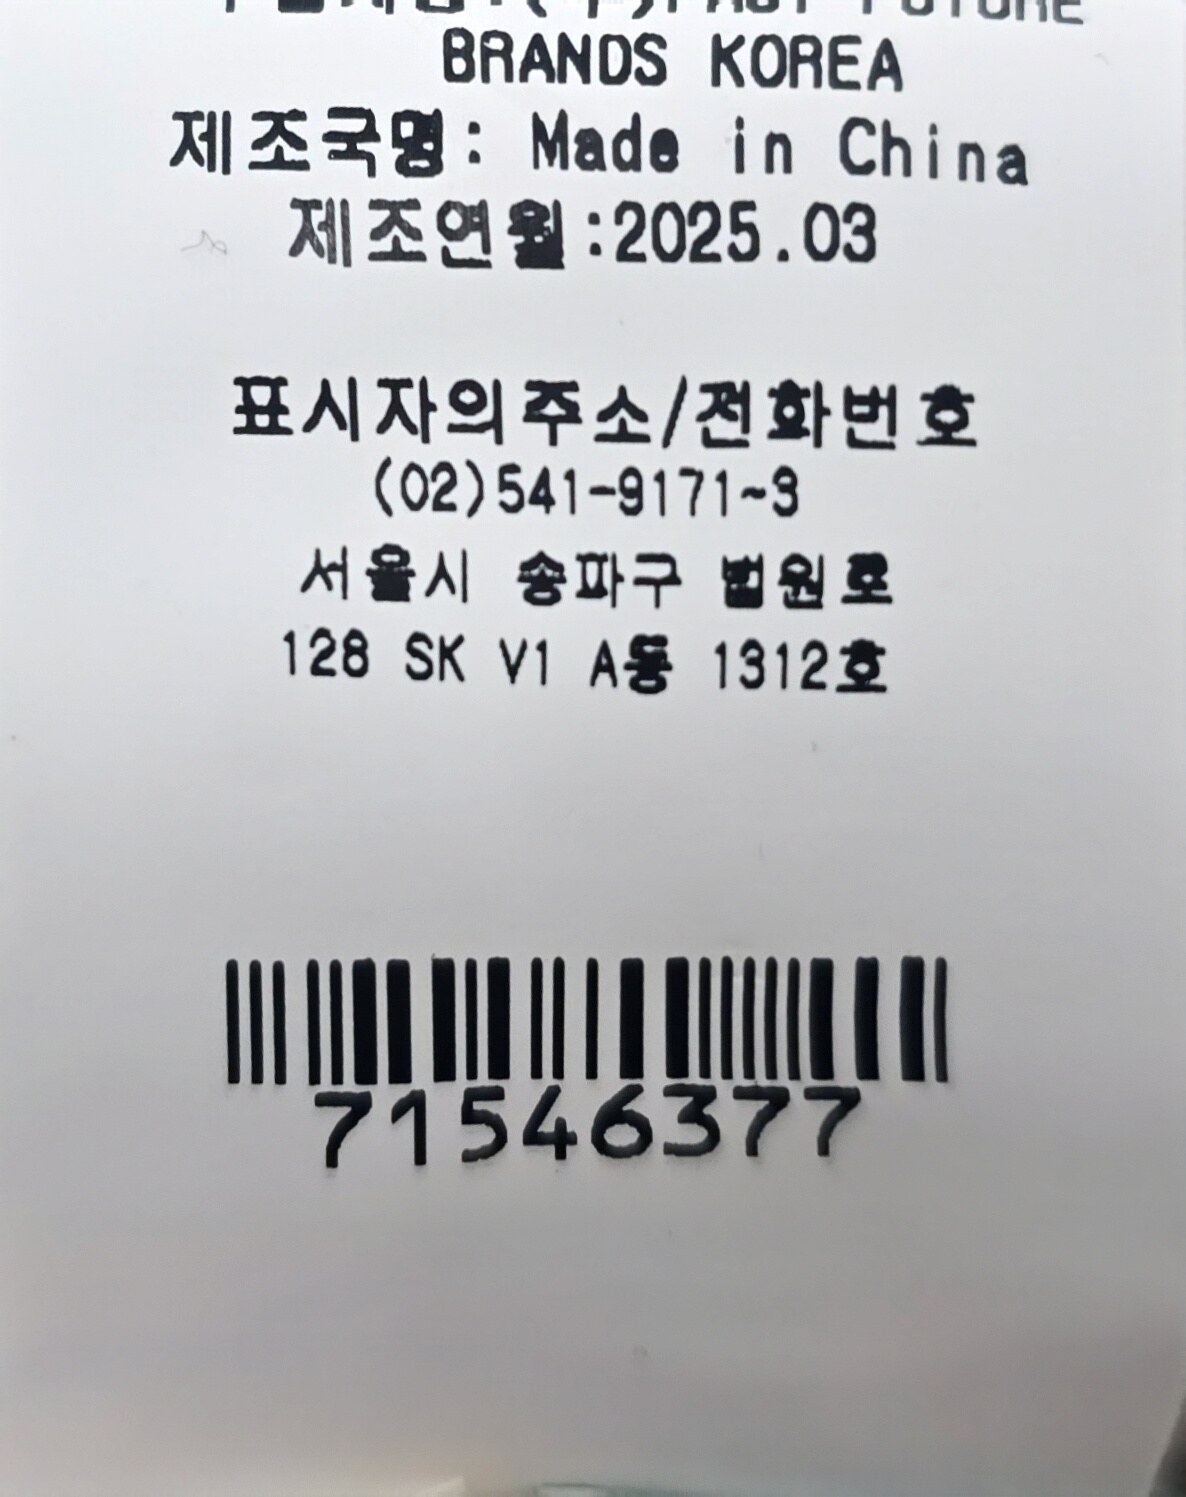 BRANDS KOREA
제조국명: Made in China
제조연월:2025.03
표시자의주소/전화번호
(02)541-9171~3
서울시 송파구 법원로
128 SK V1 A동 1312호
71546377